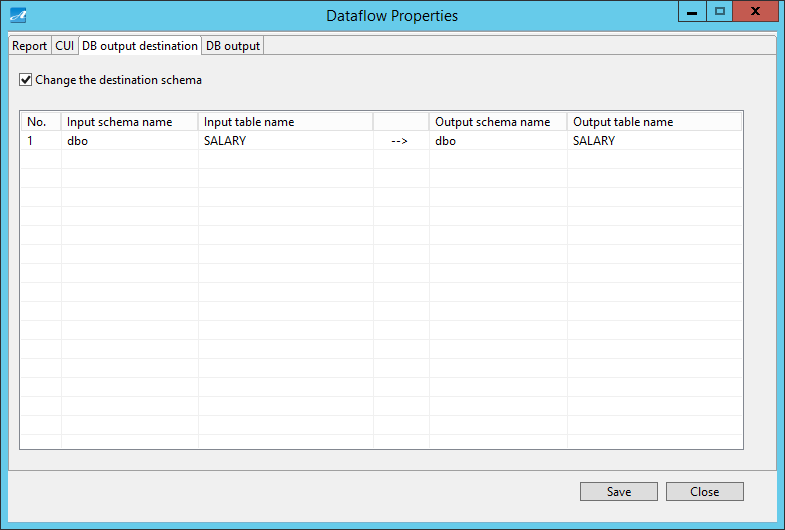 Dataflow Properties
Report CUI DB output destination DB output
Change the destination schema
No. Input schema name Input table name Output schema name Output table name
1 dbo SALARY --> dbo SALARY
Save Close